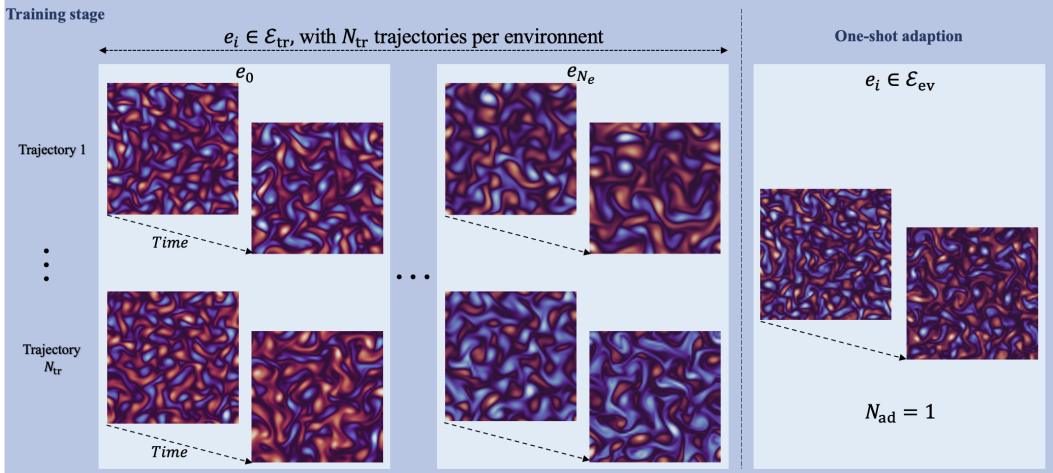 Training stage
e_i ∈ ℰ_tr, with N_tr trajectories per environnent
One-shot adaption
e_0
e_{N_e}
e_i ∈ ℰ_ev
Trajectory 1
Time
Time
Trajectory
N_tr
N_ad = 1